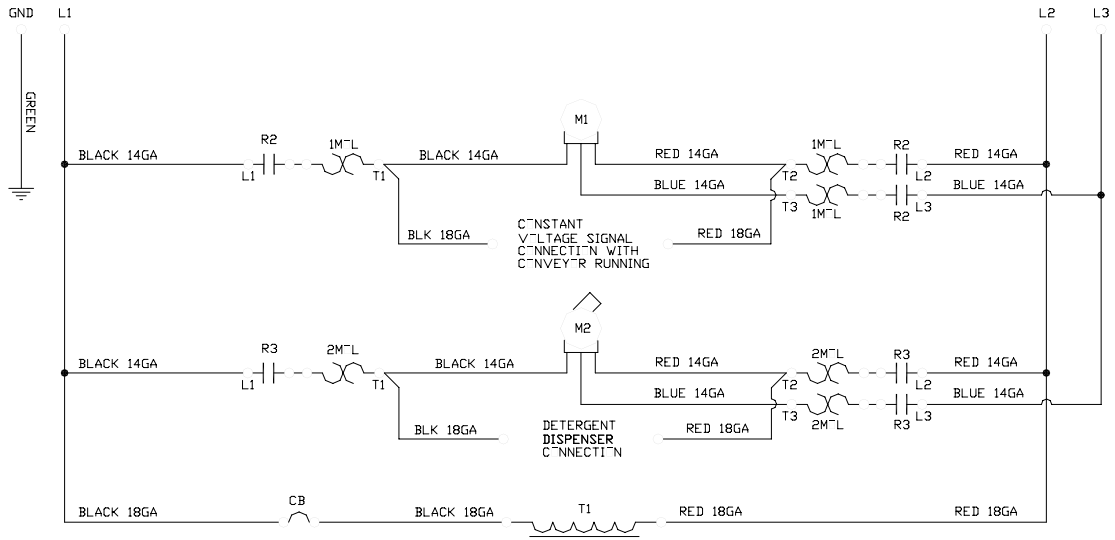 GND L1 L2 L3
GREEN
R2 1M‾L M1 1M‾L R2
BLACK 14GA BLACK 14GA RED 14GA RED 14GA
L1 T1 T2 L2
BLUE 14GA BLUE 14GA
T3 1M‾L R2 L3
BLK 18GA RED 18GA
C‾NSTANT
V‾LTAGE SIGNAL
C‾NNECTI‾N WITH
C‾NVEY‾R RUNNING
M2
R3 2M‾L 2M‾L R3
BLACK 14GA BLACK 14GA RED 14GA RED 14GA
L1 T1 T2 L2
BLUE 14GA BLUE 14GA
T3 2M‾L R3 L3
BLK 18GA RED 18GA
DETERGENT
DISPENSER
C‾NNECTI‾N
CB T1
BLACK 18GA BLACK 18GA RED 18GA RED 18GA